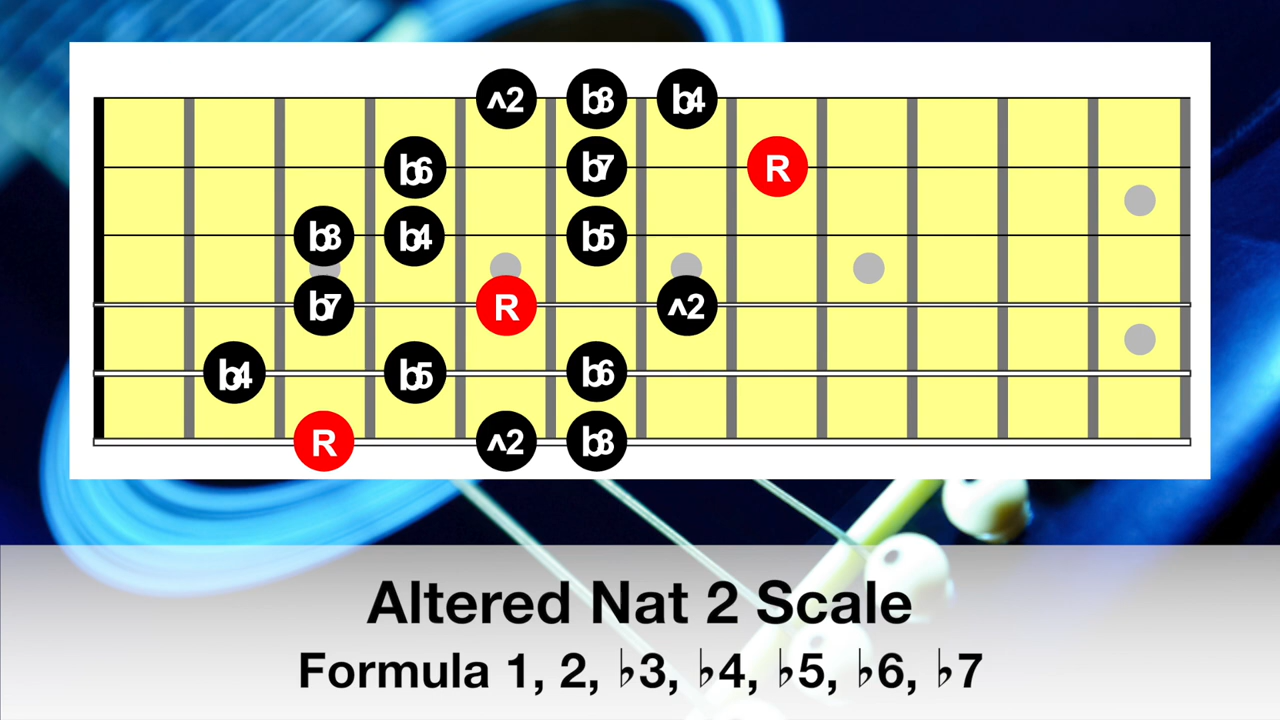 ^2 b3 b4
b6 b7 R
b3 b4 b5
b7 R ^2
b4 b5 b6
R ^2 b3
Altered Nat 2 Scale
Formula 1, 2, ♭3, ♭4, ♭5, ♭6, ♭7